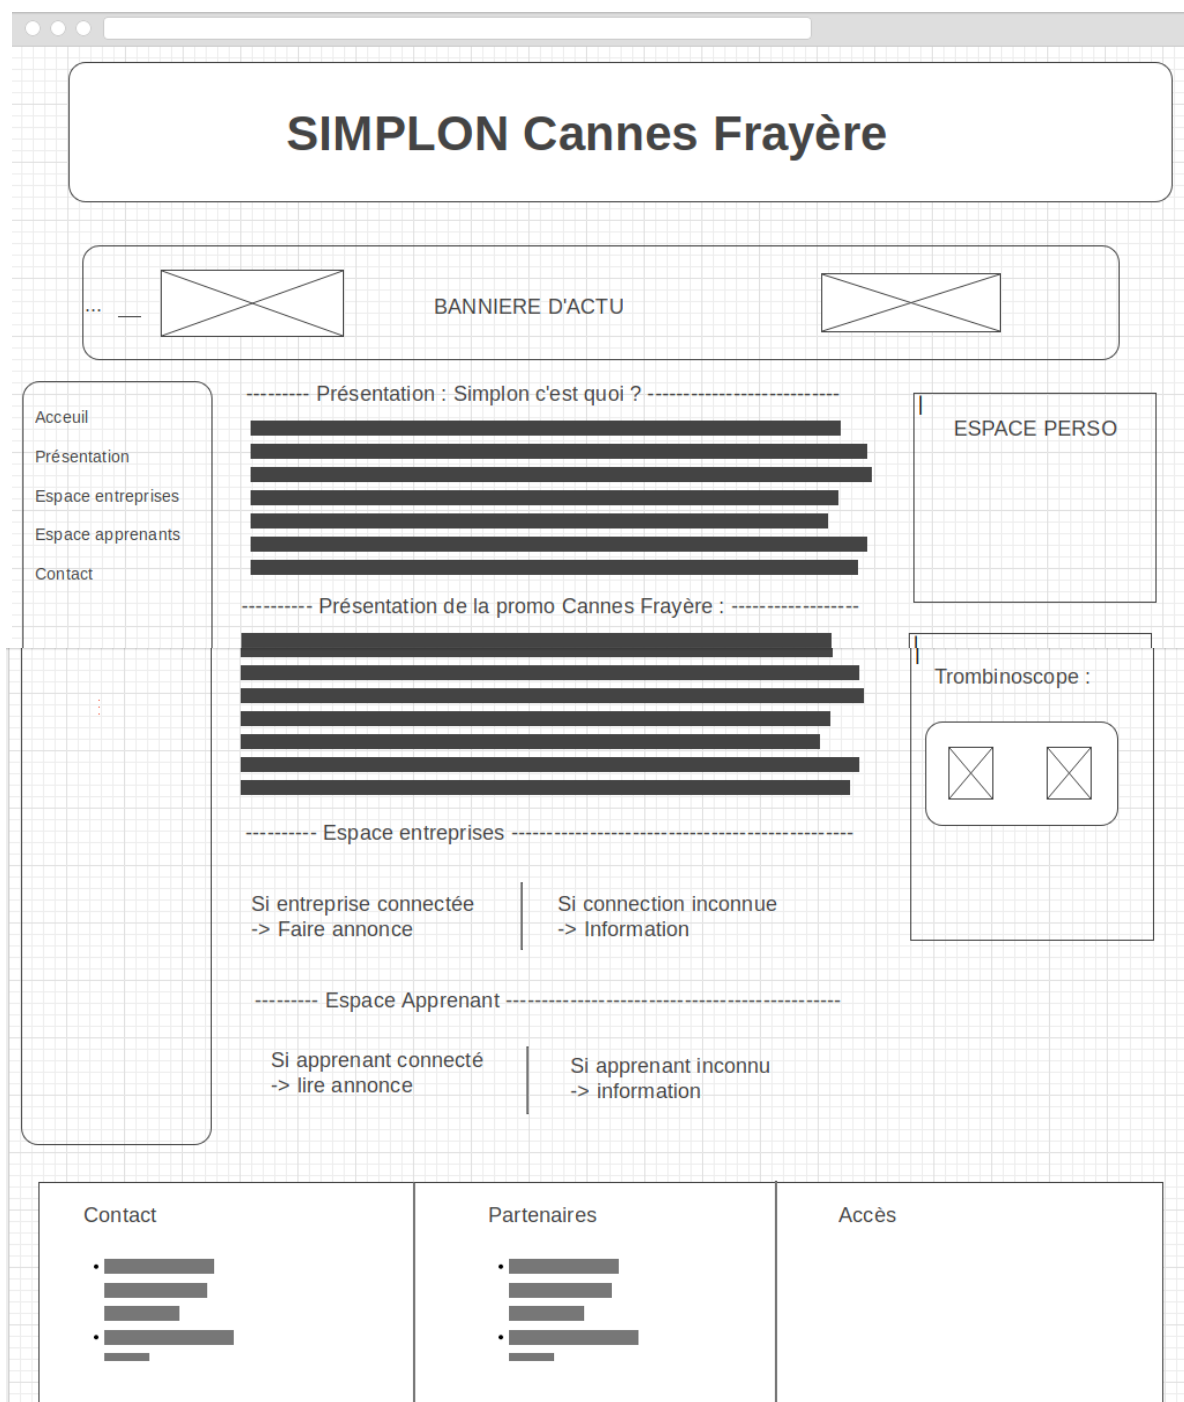 SIMPLON Cannes Frayère
... __
BANNIERE D'ACTU
Acceuil
Présentation
Espace entreprises
Espace apprenants
Contact
--------- Présentation : Simplon c'est quoi ? ---------------------------
ESPACE PERSO
---------- Présentation de la promo Cannes Frayère : ------------------
Trombinoscope :
---------- Espace entreprises ------------------------------------------------
Si entreprise connectée
-> Faire annonce
Si connection inconnue
-> Information
--------- Espace Apprenant -----------------------------------------------
Si apprenant connecté
-> lire annonce
Si apprenant inconnu
-> information
Contact
Partenaires
Accès